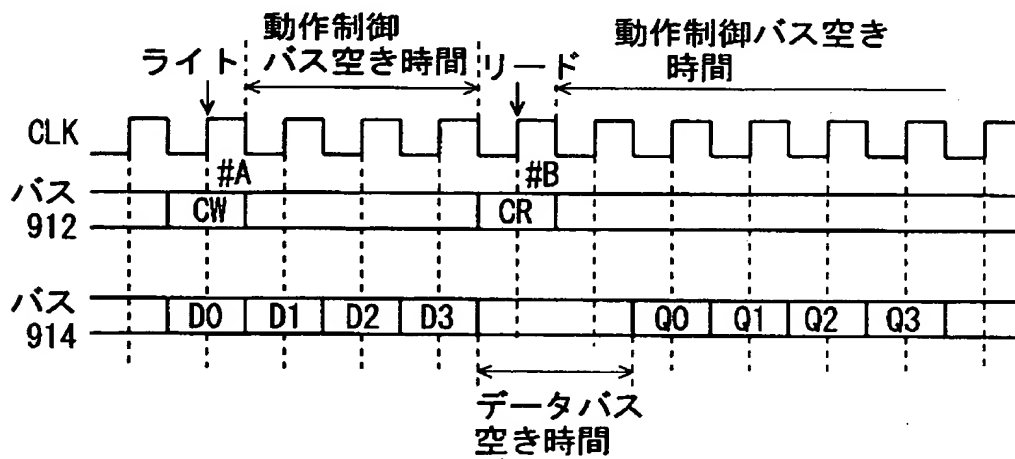 動作制御
バス空き時間
動作制御バス空き
時間
ライト
リード
CLK
#A
#B
バス
912
CW
CR
バス
914
D0
D1
D2
D3
Q0
Q1
Q2
Q3
データバス
空き時間